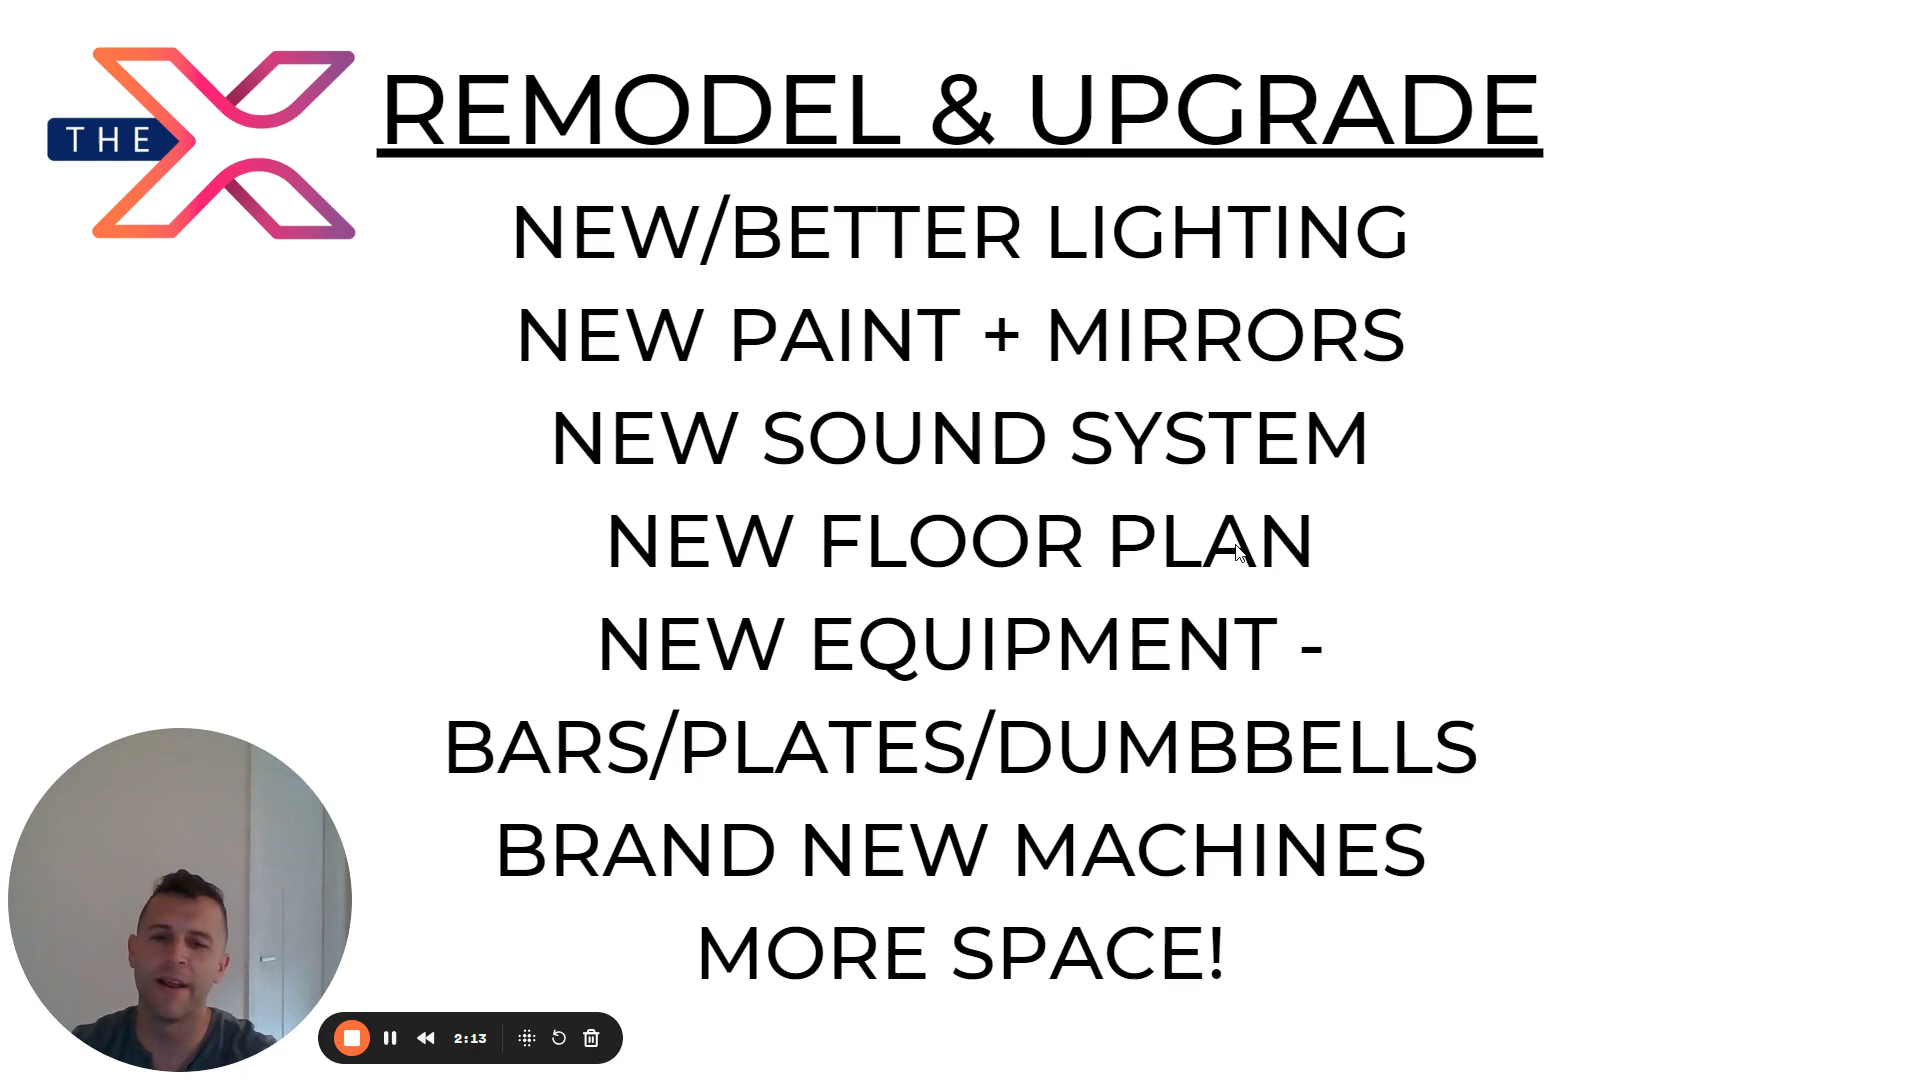 THE
REMODEL & UPGRADE
NEW/BETTER LIGHTING
NEW PAINT + MIRRORS
NEW SOUND SYSTEM
NEW FLOOR PLAN
NEW EQUIPMENT -
BARS/PLATES/DUMBBELLS
BRAND NEW MACHINES
MORE SPACE!
2:13